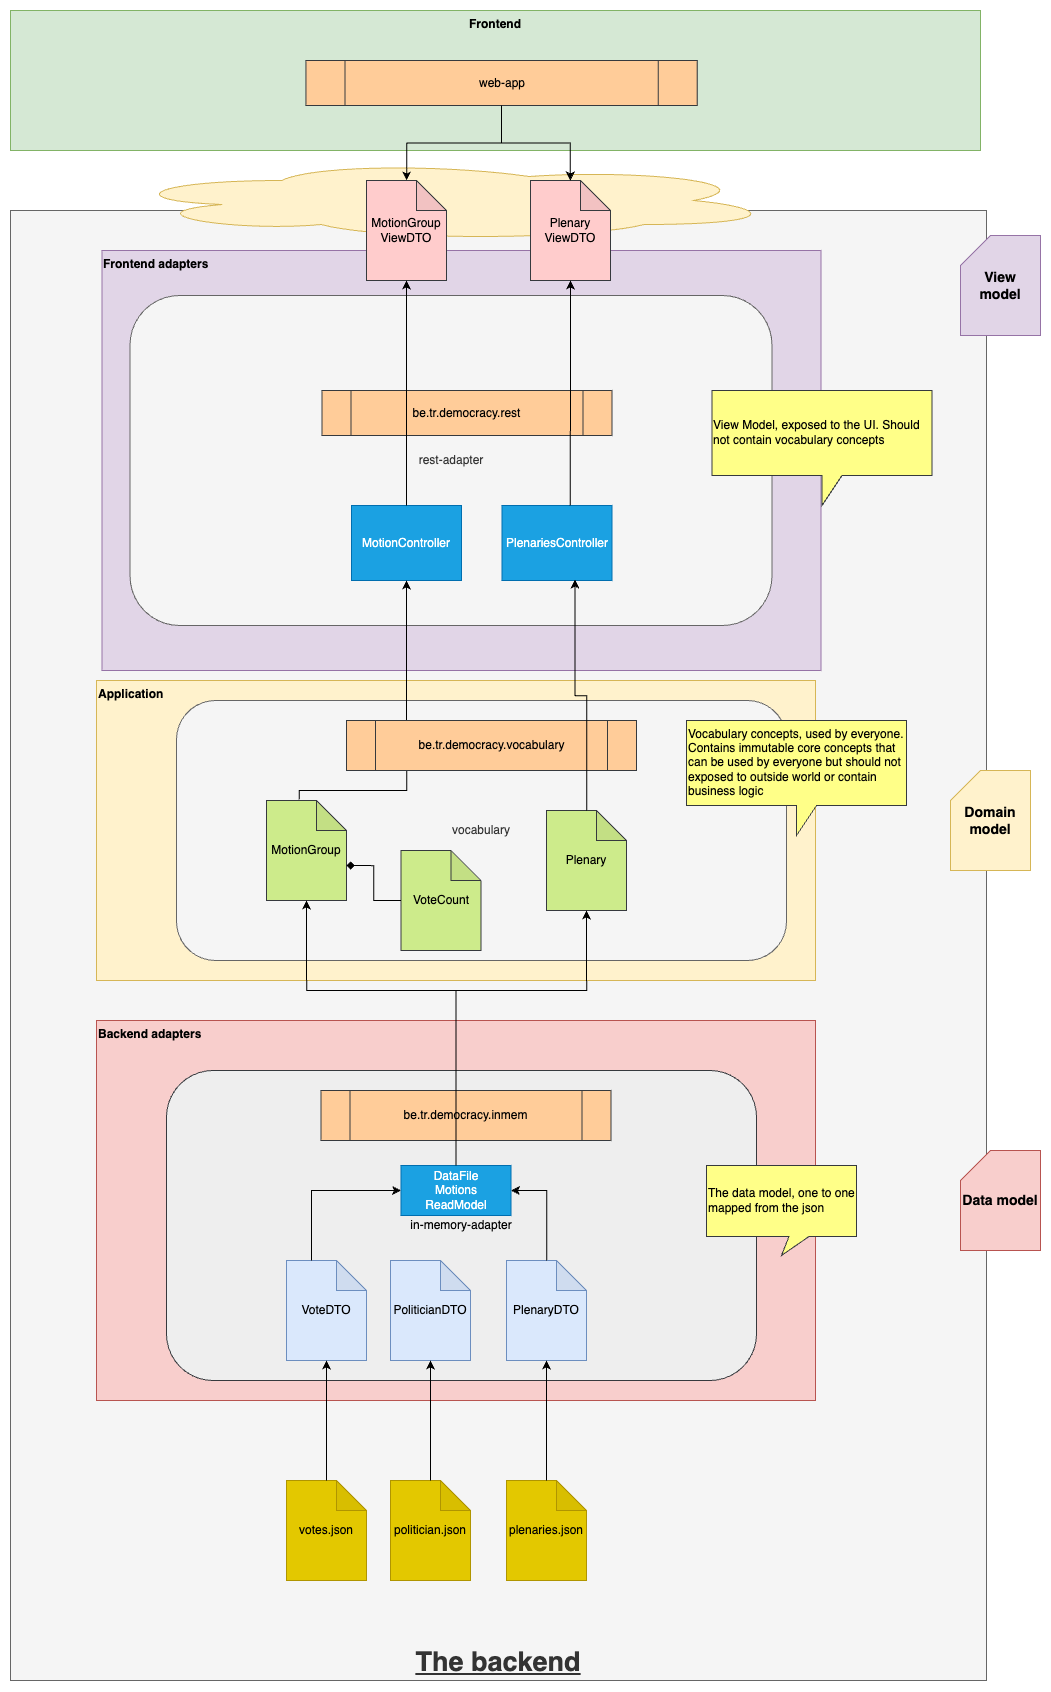 Frontend
web-app
MotionGroup
ViewDTO
Plenary
ViewDTO
Frontend adapters
View
model
be.tr.democracy.rest
View Model, exposed to the UI. Should
not contain vocabulary concepts
rest-adapter
MotionController
PlenariesController
Application
be.tr.democracy.vocabulary
Vocabulary concepts, used by everyone.
Contains immutable core concepts that
can be used by everyone but should not
exposed to outside world or contain
business logic
Domain
model
MotionGroup
vocabulary
Plenary
VoteCount
Backend adapters
be.tr.democracy.inmem
DataFile
Motions
ReadModel
in-memory-adapter
The data model, one to one
mapped from the json
Data model
VoteDTO
PoliticianDTO
PlenaryDTO
votes.json
politician.json
plenaries.json
The backend